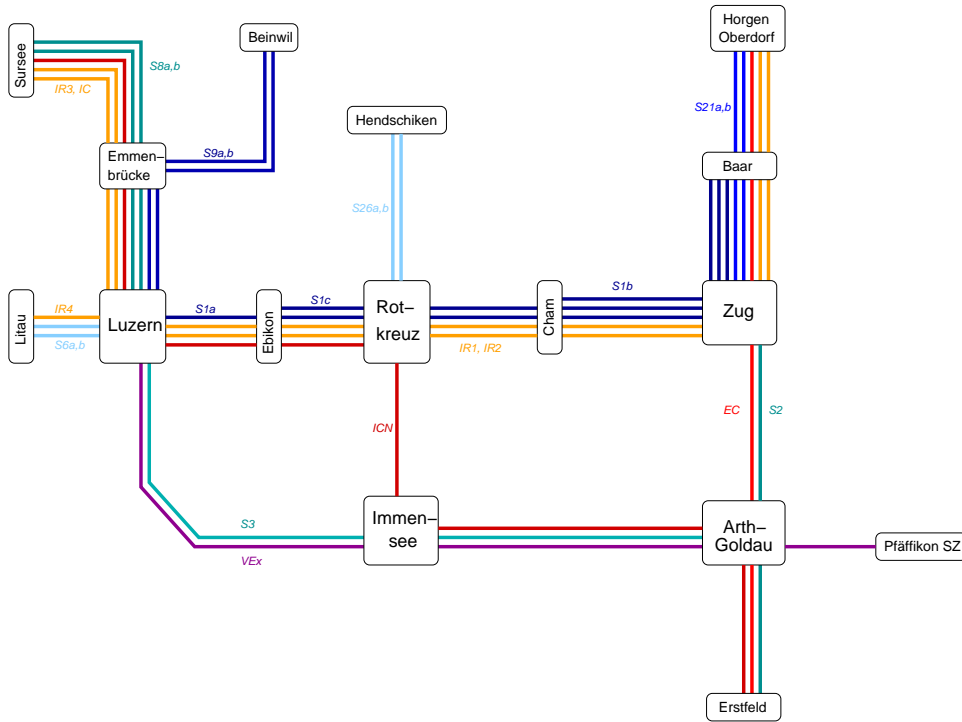 Horgen
Oberdorf
Beinwil
Sursee
S8a,b
IR3, IC
S21a,b
Hendschiken
Emmen–
brücke
S9a,b
Baar
S26a,b
Litau
IR4
S6a,b
Luzern
S1a
Ebikon
S1c
Rot–
kreuz
IR1, IR2
Cham
S1b
Zug
ICN
EC
S2
S3
VEx
Immen–
see
Arth–
Goldau
Pfäffikon SZ
Erstfeld